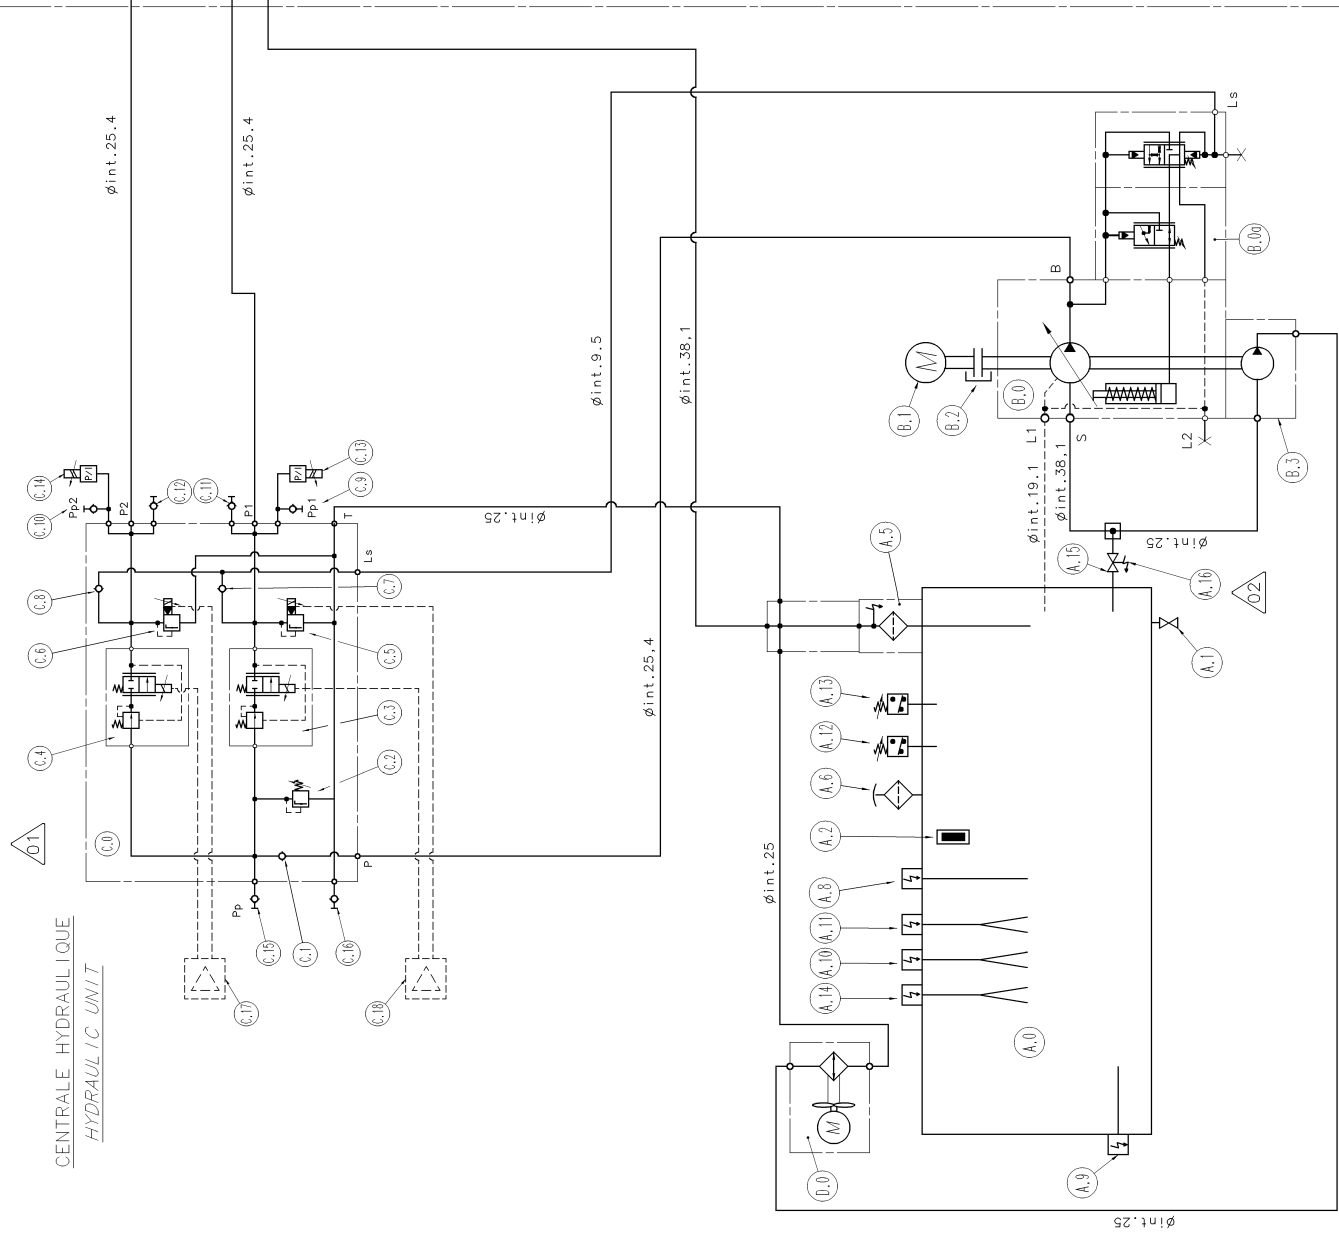 CENTRALE HYDRAULIQUE
HYDRAULIC UNIT
01
02
Øint.25.4
Øint.25.4
Øint.9.5
Øint.38,1
Øint.25,4
Øint.25
Øint.25
Øint.19.1
Øint.38,1
Øint.25
Øint.25
C.14
C.10
Pp2
P2
C.12
C.11
P1
Pp1
C.13
C.9
T
Ls
C.8
C.7
C.6
C.5
C.4
C.3
C.2
C.0
P
Pp
C.15
C.1
C.16
C.17
C.18
P/I
P/I
Ls
B.0a
B
M
B.1
B.2
B.0
L1
S
L2
B.3
A.5
A.15
A.16
A.1
A.13
A.12
A.6
A.2
A.8
A.11
A.10
A.14
A.0
M
D.0
A.9